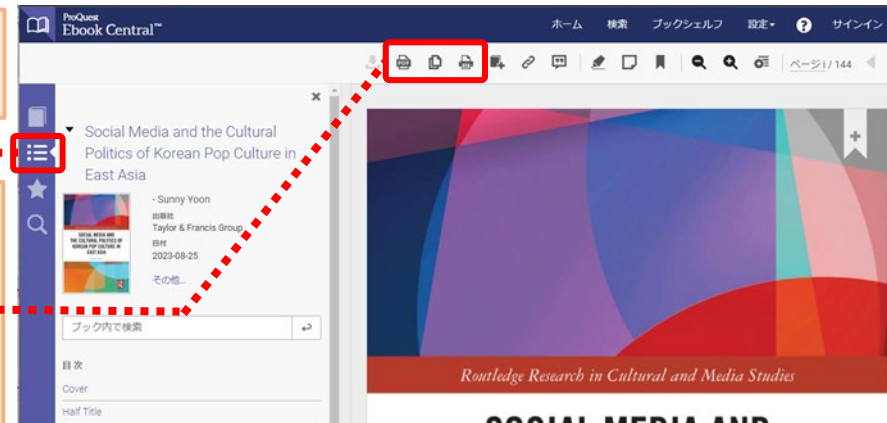 ProQuest
Ebook Central™
ホーム 検索 ブックシェルフ 設定 ? サインイン
ページ i / 144
Social Media and the Cultural
Politics of Korean Pop Culture in
East Asia
- Sunny Yoon
出版社
Taylor & Francis Group
日付
2023-08-25
その他...
SOCIAL MEDIA AND
THE CULTURAL POLITICS OF
KOREAN POP CULTURE IN
EAST ASIA
ブック内で検索
目次
Cover
Half Title
Routledge Research in Cultural and Media Studies
SOCIAL MEDIA AND